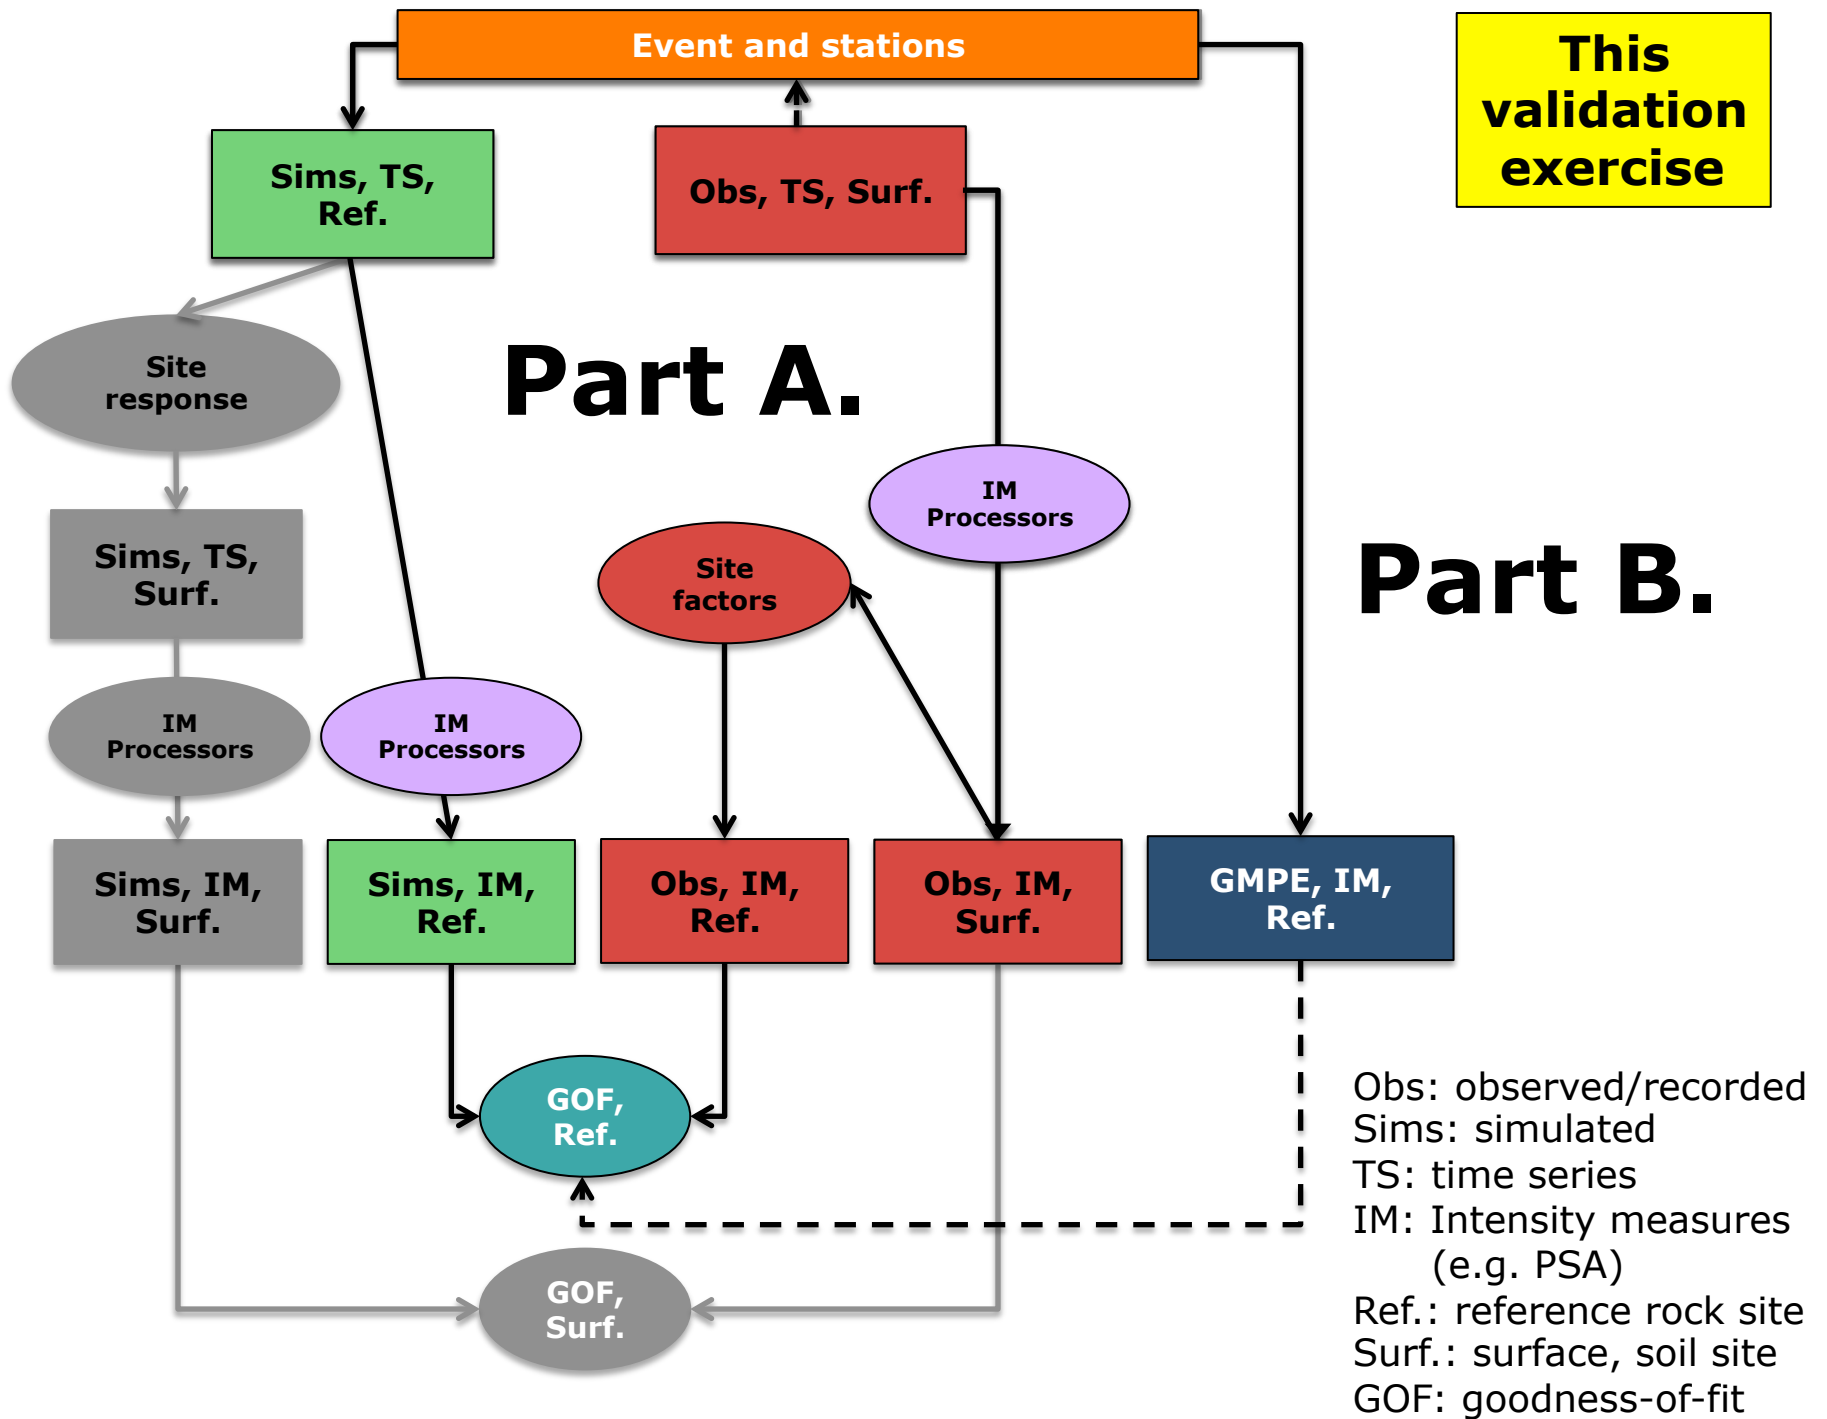 Event and stations
This
validation
exercise
Sims, TS,
Ref.
Obs, TS, Surf.
Site
response
Part A.
IM
Processors
Sims, TS,
Surf.
Site
factors
Part B.
IM
Processors
IM
Processors
Sims, IM,
Surf.
Sims, IM,
Ref.
Obs, IM,
Ref.
Obs, IM,
Surf.
GMPE, IM,
Ref.
GOF,
Ref.
GOF,
Surf.
Obs: observed/recorded
Sims: simulated
TS: time series
IM: Intensity measures
(e.g. PSA)
Ref.: reference rock site
Surf.: surface, soil site
GOF: goodness-of-fit